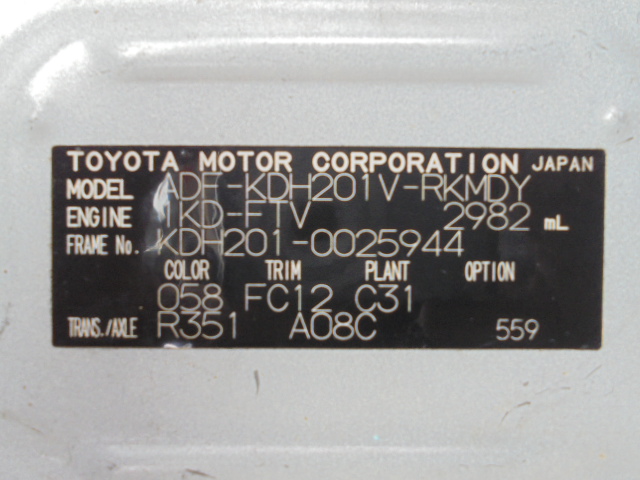 TOYOTA MOTOR CORPORATION JAPAN
MODEL ADF-KDH201V-RKMDY
ENGINE 1KD-FTV 2982 mL
FRAME No. KDH201-0025944
COLOR TRIM PLANT OPTION
058 FC12 C31
TRANS./AXLE R351 A08C 559